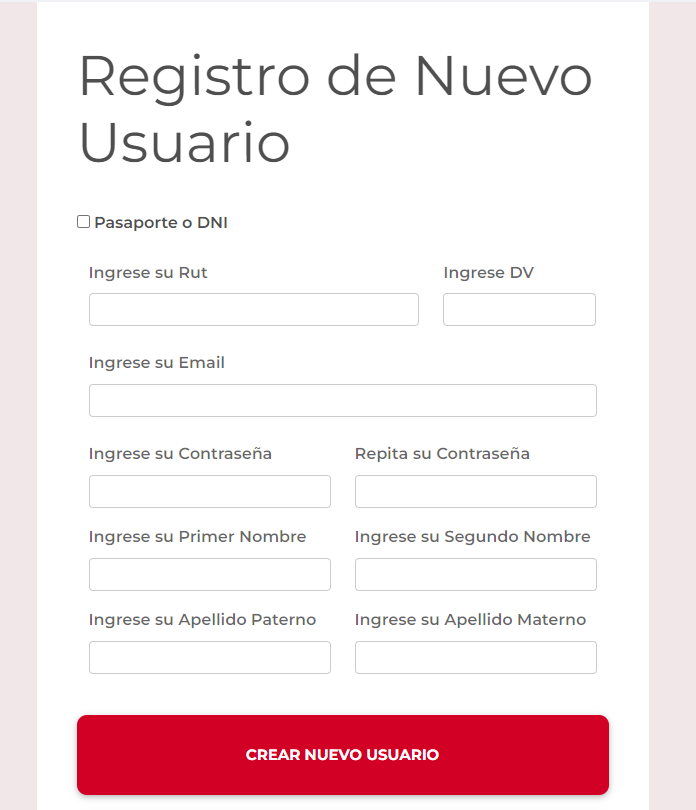 Registro de Nuevo
Usuario
Pasaporte o DNI
Ingrese su Rut
Ingrese DV
Ingrese su Email
Ingrese su Contraseña
Repita su Contraseña
Ingrese su Primer Nombre
Ingrese su Segundo Nombre
Ingrese su Apellido Paterno
Ingrese su Apellido Materno
CREAR NUEVO USUARIO